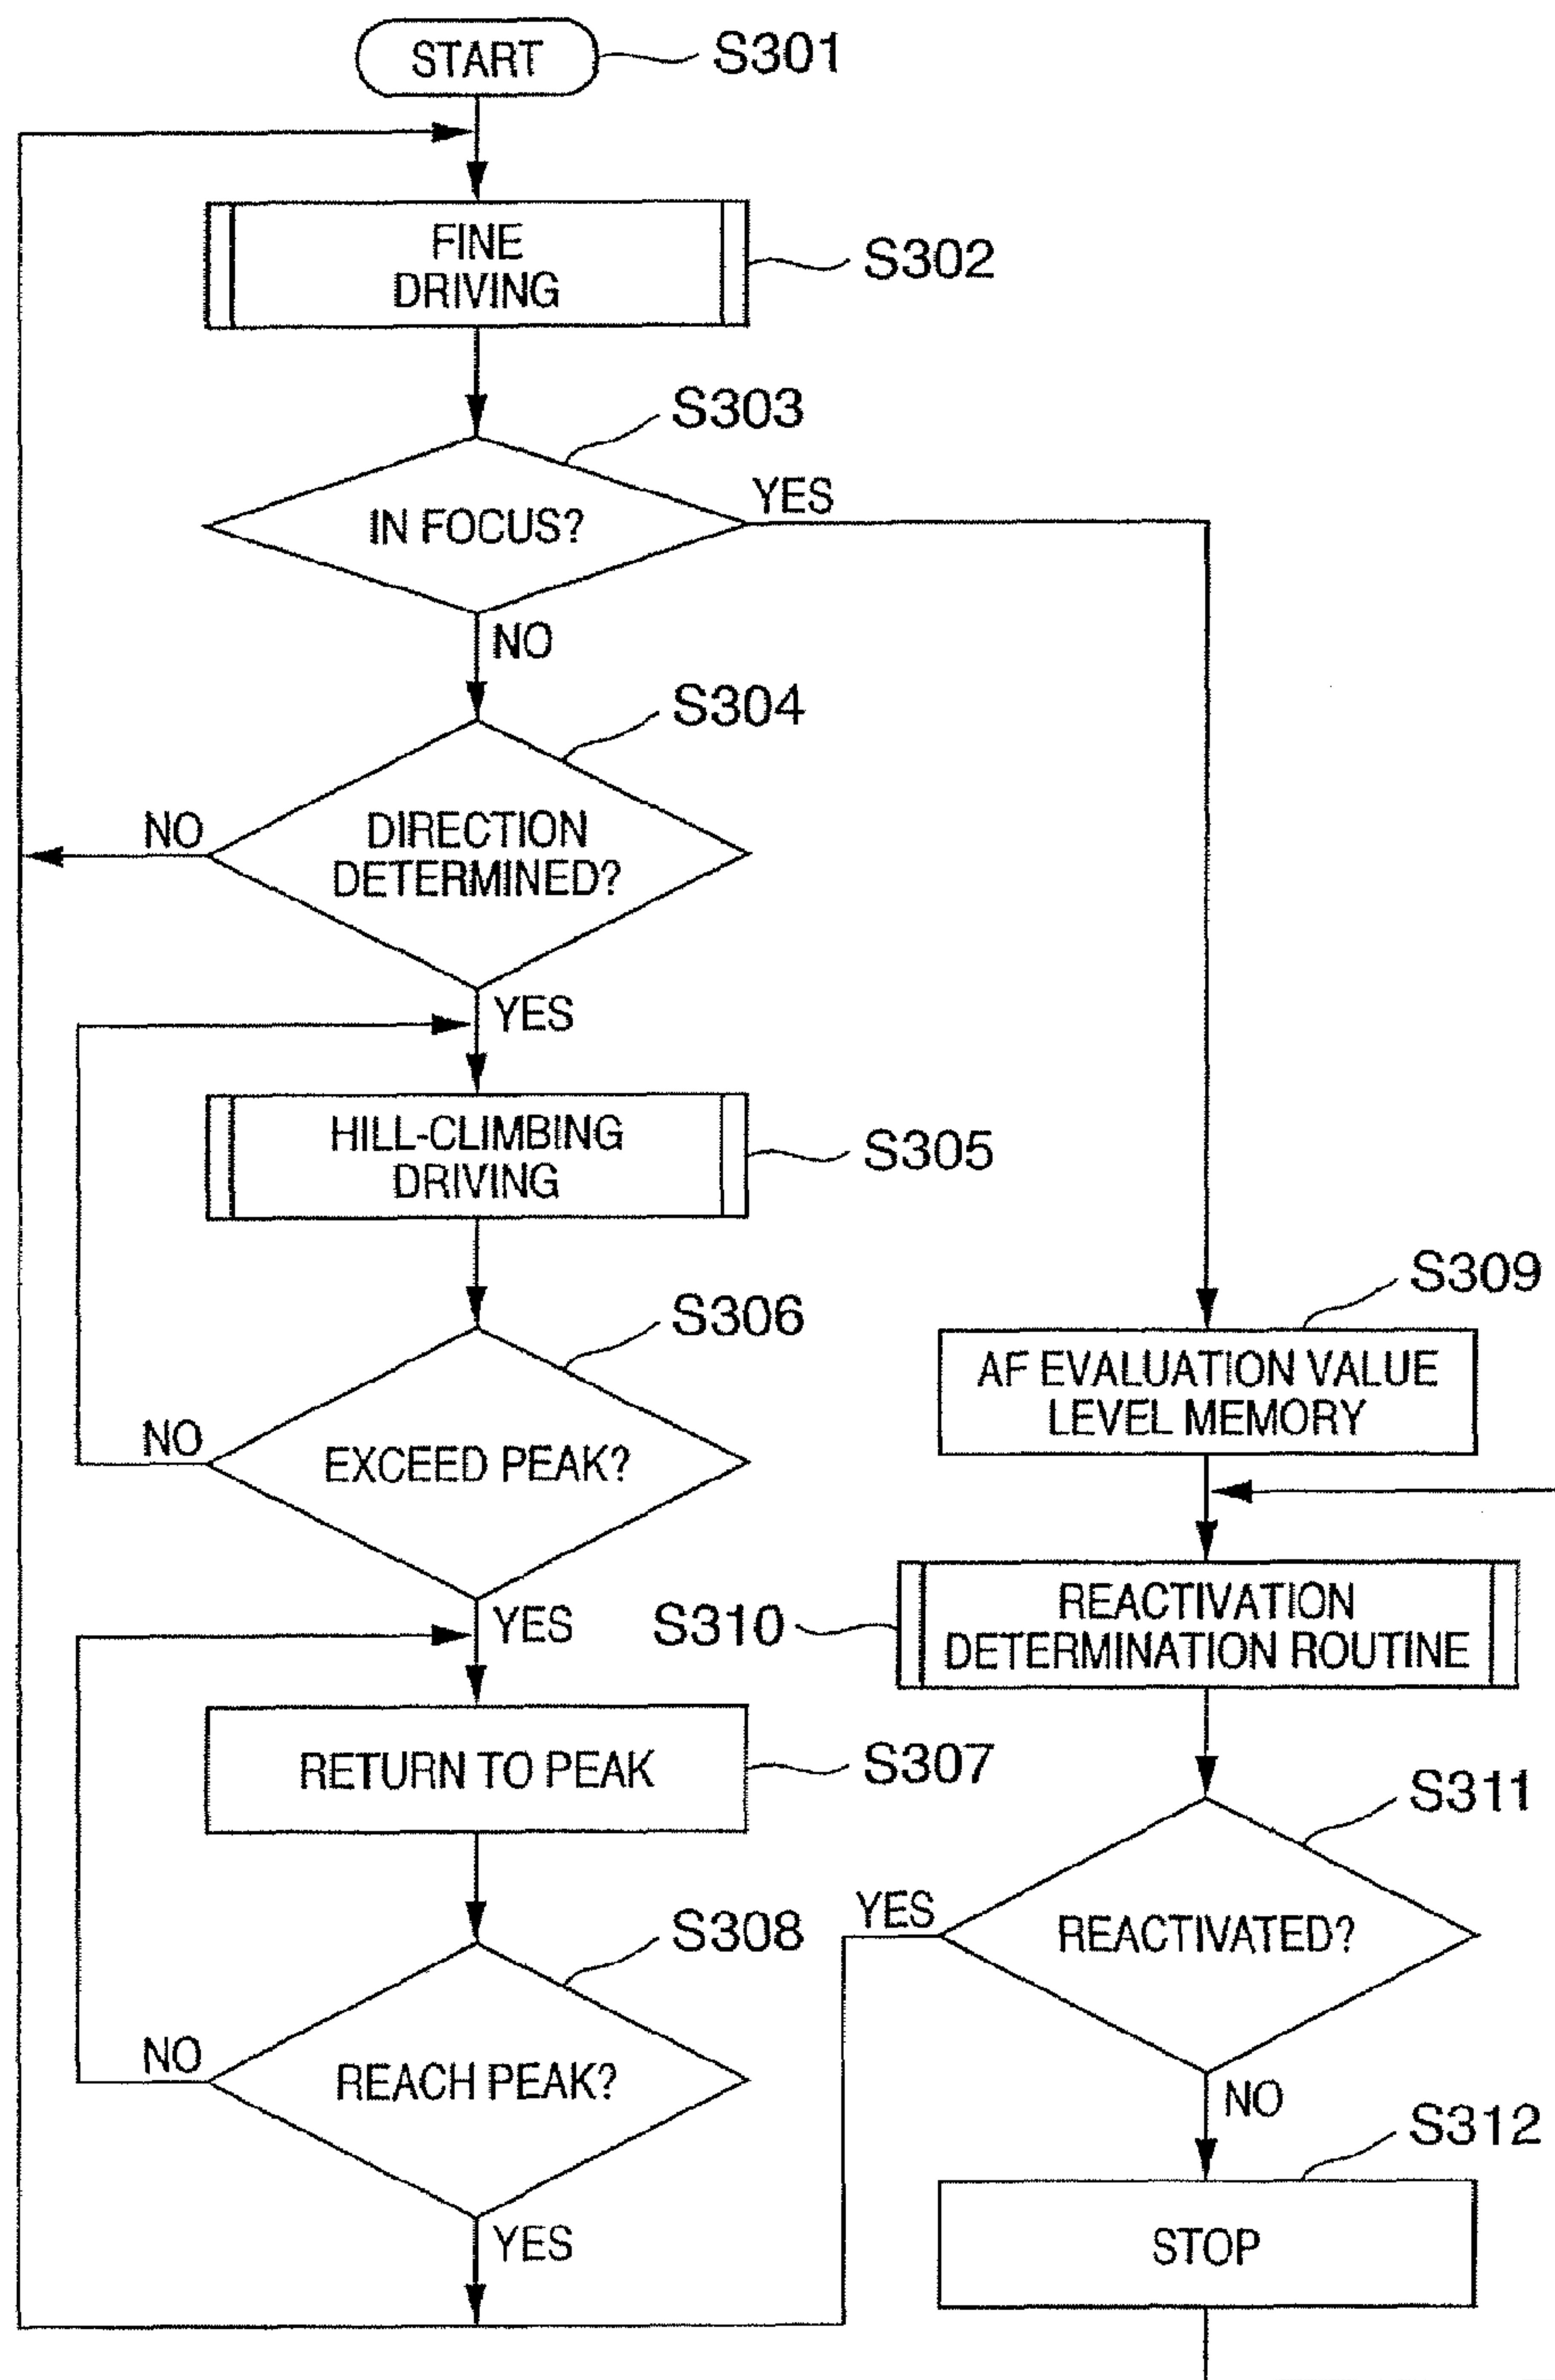 START
S301
FINE
DRIVING
S302
S303
IN FOCUS?
YES
NO
S304
DIRECTION
DETERMINED?
NO
YES
HILL-CLIMBING
DRIVING
S305
S306
EXCEED PEAK?
NO
YES
RETURN TO PEAK
S307
S308
REACH PEAK?
NO
YES
S309
AF EVALUATION VALUE
LEVEL MEMORY
S310
REACTIVATION
DETERMINATION ROUTINE
S311
REACTIVATED?
YES
NO
S312
STOP